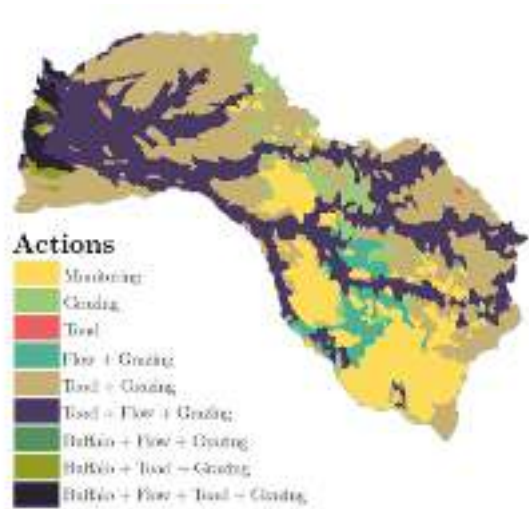 Actions
Monitoring
Grazing
Toad
Flow + Grazing
Toad + Grazing
Toad + Flow + Grazing
Buffalo + Flow + Grazing
Buffalo + Toad + Grazing
Buffalo + Flow + Toad + Grazing